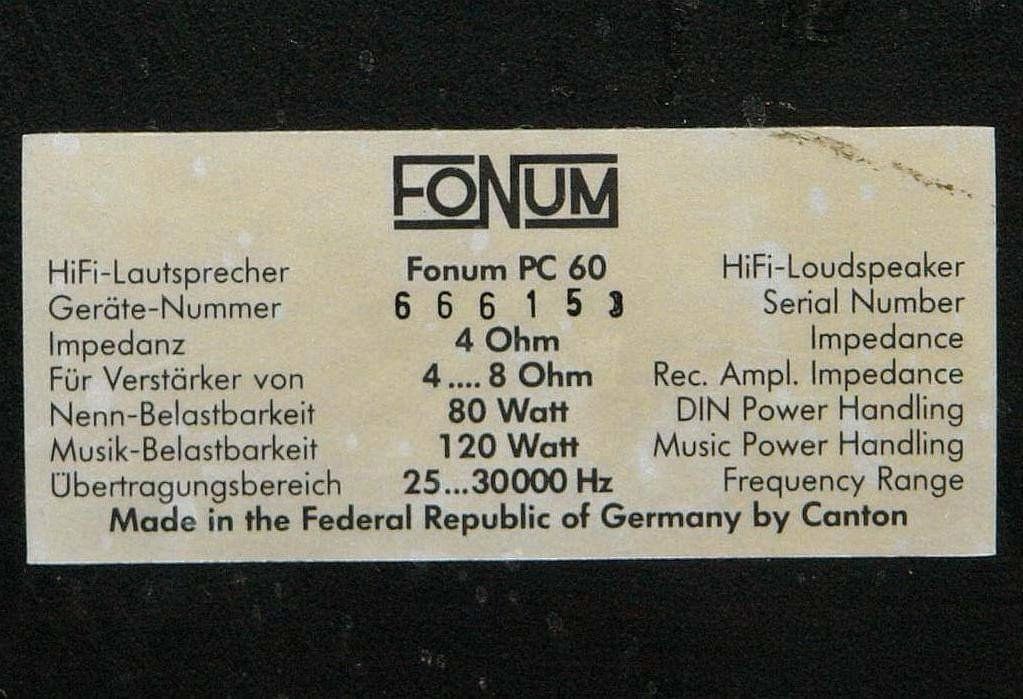 FONUM
HiFi-Lautsprecher Fonum PC 60 HiFi-Loudspeaker
Geräte-Nummer 6 6 6 1 5 3 Serial Number
Impedanz 4 Ohm Impedance
Für Verstärker von 4....8 Ohm Rec. Ampl. Impedance
Nenn-Belastbarkeit 80 Watt DIN Power Handling
Musik-Belastbarkeit 120 Watt Music Power Handling
Übertragungsbereich 25...30000 Hz Frequency Range
Made in the Federal Republic of Germany by Canton